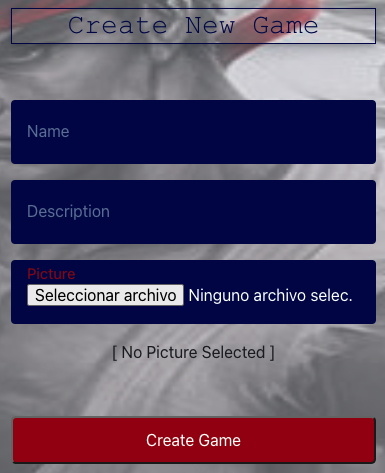 Create New Game
Name
Description
Picture
Seleccionar archivo Ninguno archivo selec.
[ No Picture Selected ]
Create Game